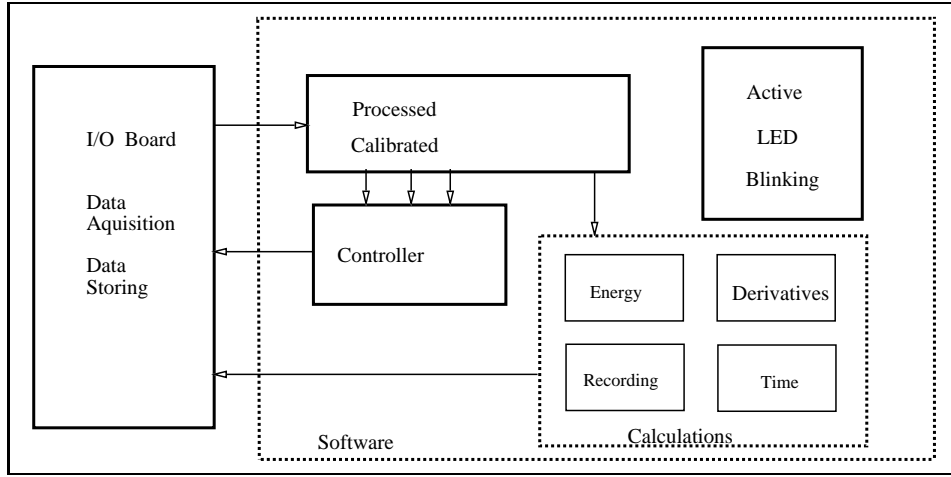 I/O Board
Data
Aquisition
Data
Storing
Processed
Calibrated
Controller
Active
LED
Blinking
Energy
Derivatives
Recording
Time
Calculations
Software